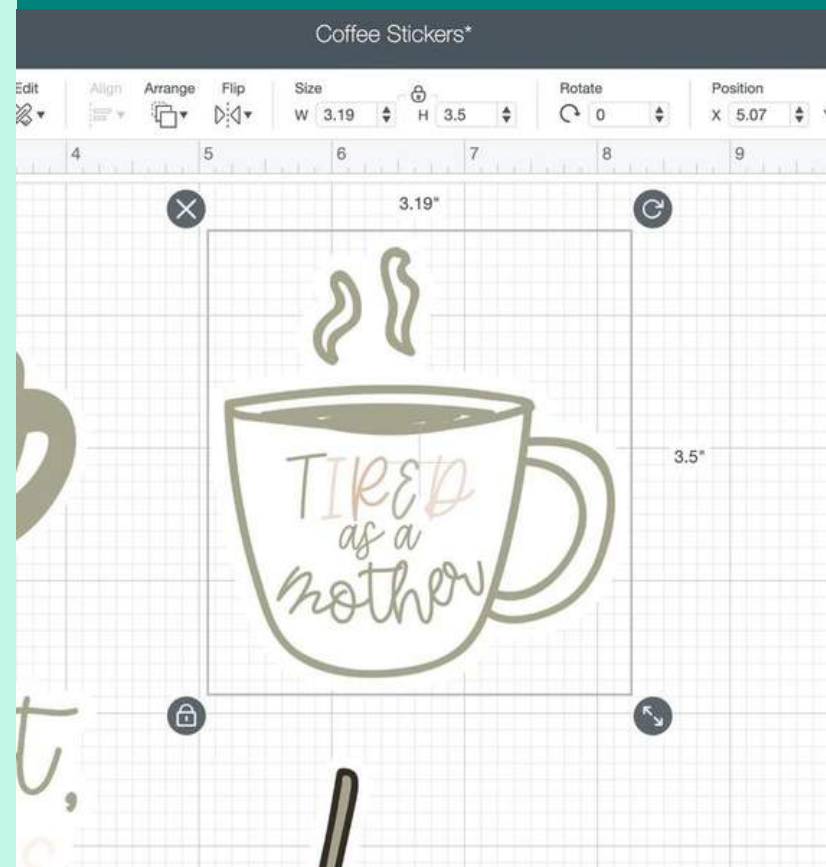 Coffee Stickers*
Edit Align Arrange Flip Size Rotate Position
W 3.19 H 3.5 0 X 5.07
4 5 6 7 8 9
3.19"
3.5"
TIRED
as a
mother
t,